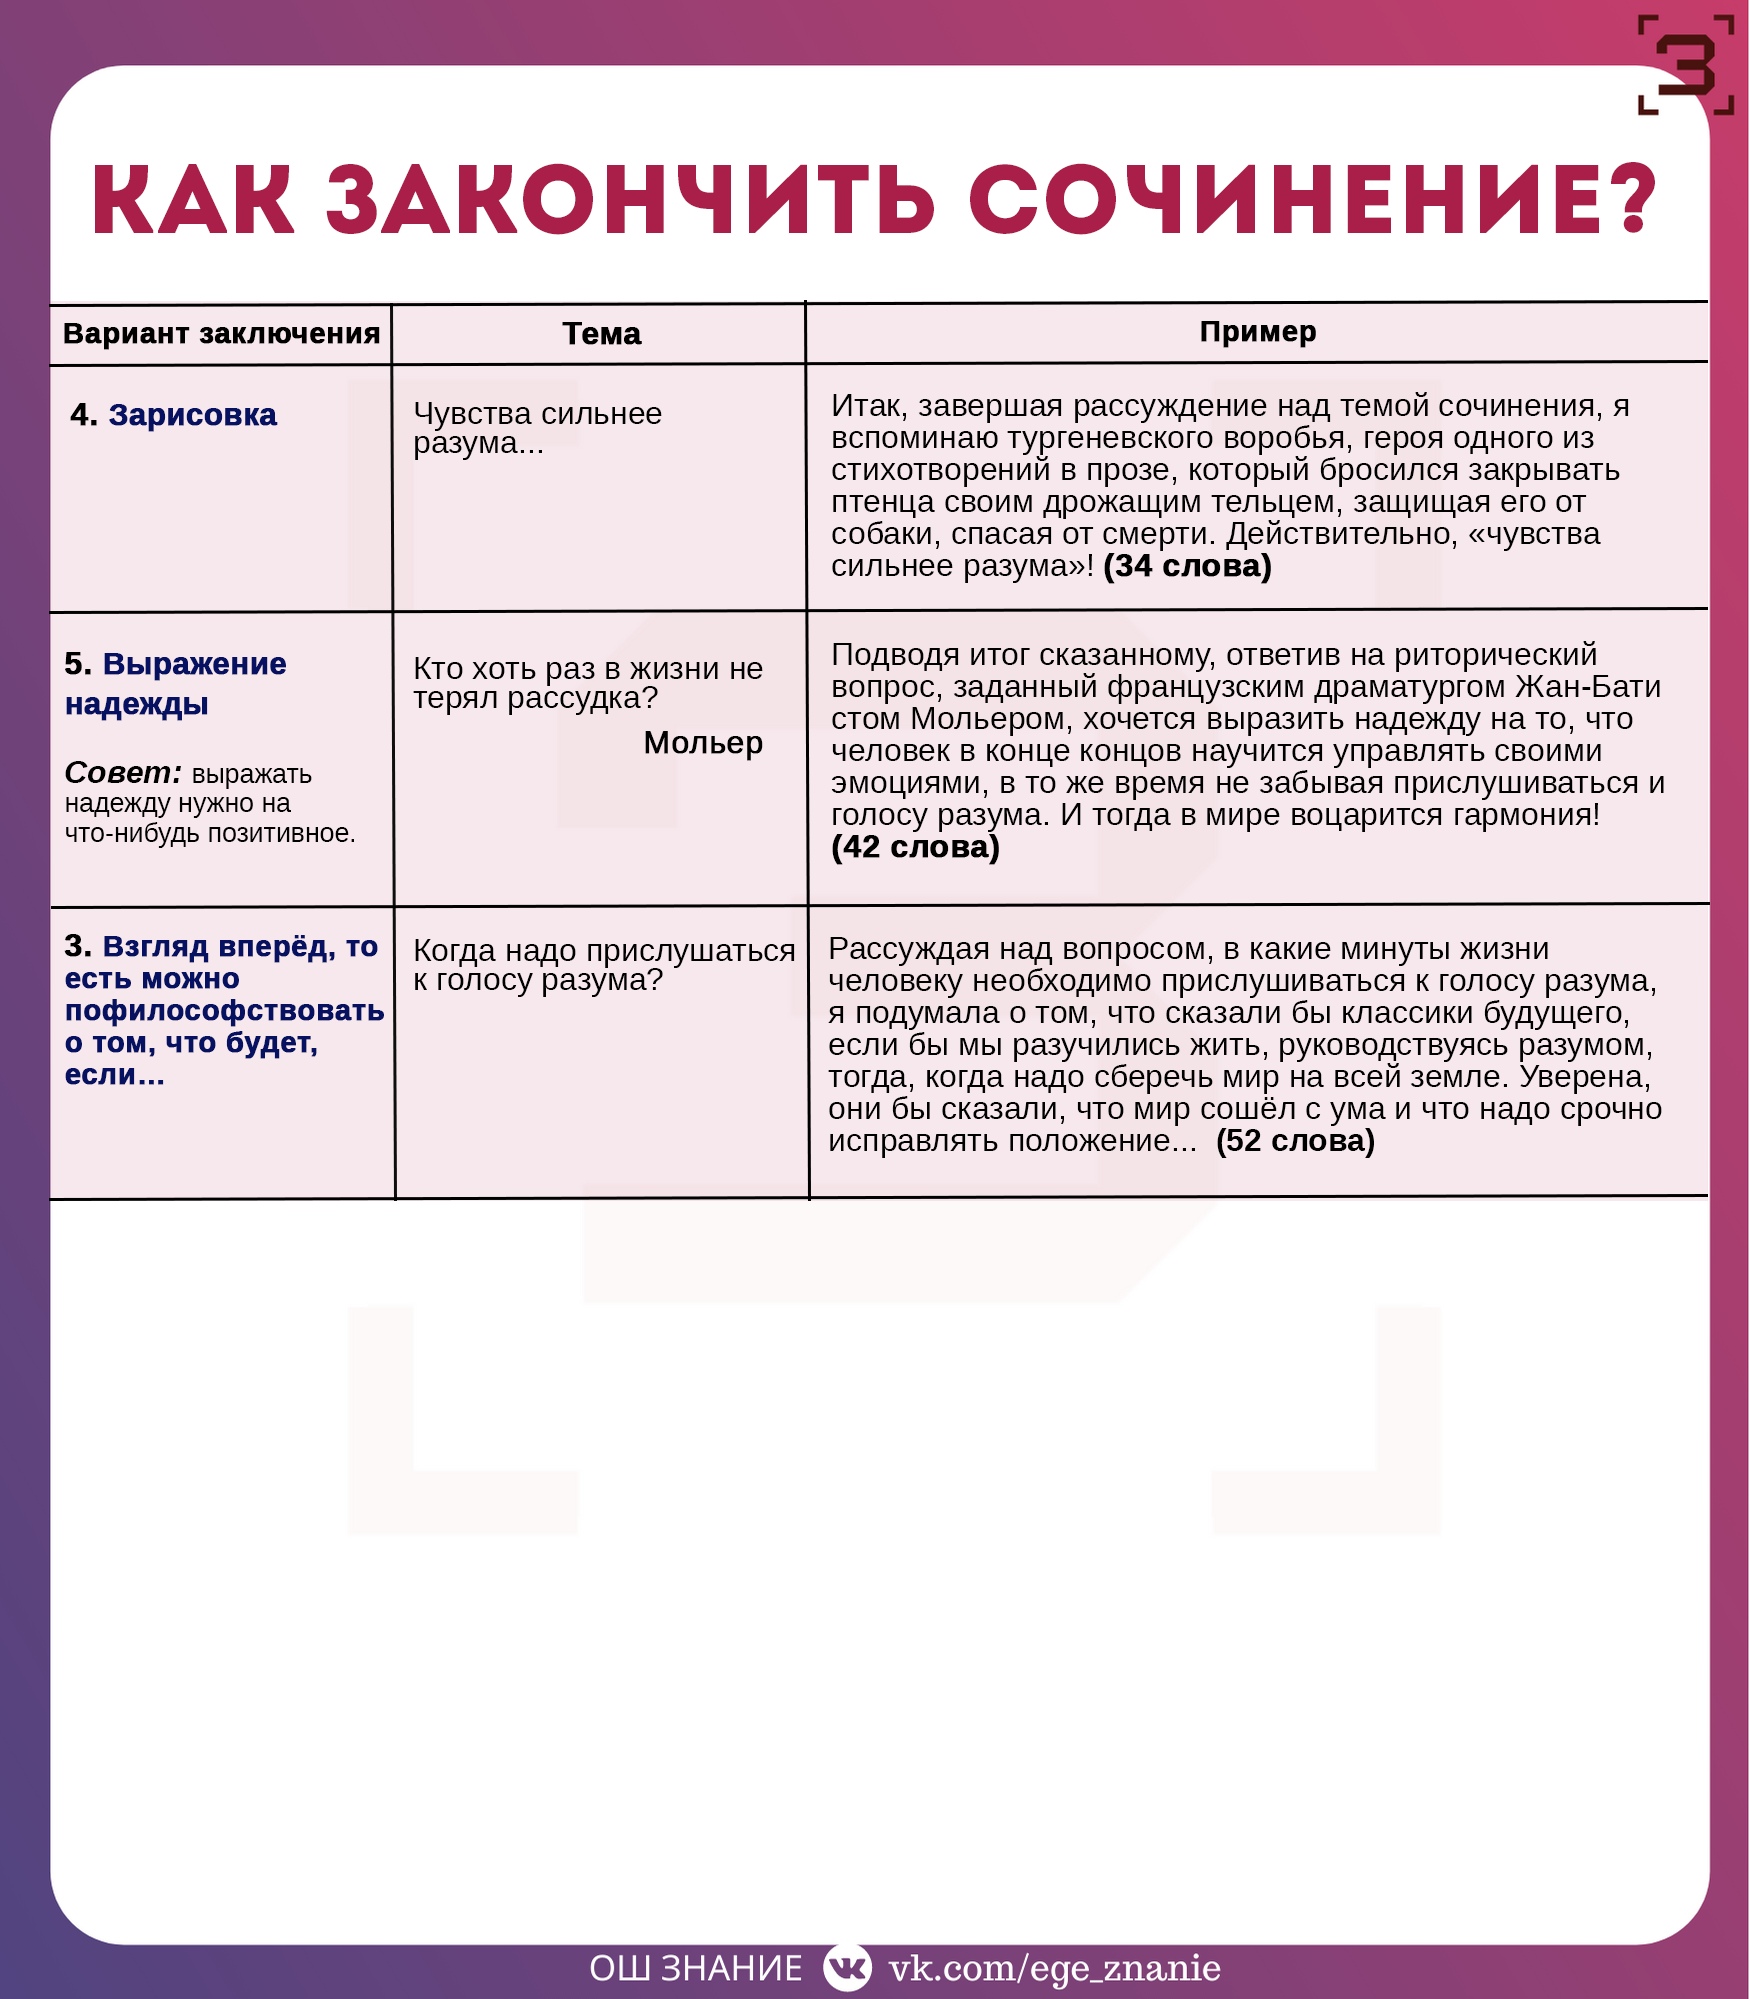 З
КАК ЗАКОНЧИТЬ СОЧИНЕНИЕ?
Вариант заключения
Тема
Пример
4. Зарисовка
Чувства сильнее
разума...
Итак, завершая рассуждение над темой сочинения, я
вспоминаю тургеневского воробья, героя одного из
стихотворений в прозе, который бросился закрывать
птенца своим дрожащим тельцем, защищая его от
собаки, спасая от смерти. Действительно, «чувства
сильнее разума»! (34 слова)
5. Выражение
надежды
Совет: выражать
надежду нужно на
что-нибудь позитивное.
Кто хоть раз в жизни не
терял рассудка?
Мольер
Подводя итог сказанному, ответив на риторический
вопрос, заданный французским драматургом Жан-Бати
стом Мольером, хочется выразить надежду на то, что
человек в конце концов научится управлять своими
эмоциями, в то же время не забывая прислушиваться и
голосу разума. И тогда в мире воцарится гармония!
(42 слова)
3. Взгляд вперёд, то
есть можно
пофилософствовать
о том, что будет,
если...
Когда надо прислушаться
к голосу разума?
Рассуждая над вопросом, в какие минуты жизни
человеку необходимо прислушиваться к голосу разума,
я подумала о том, что сказали бы классики будущего,
если бы мы разучились жить, руководствуясь разумом,
тогда, когда надо сберечь мир на всей земле. Уверена,
они бы сказали, что мир сошёл с ума и что надо срочно
исправлять положение... (52 слова)
ОШ ЗНАНИЕ vk.com/ege_znanie